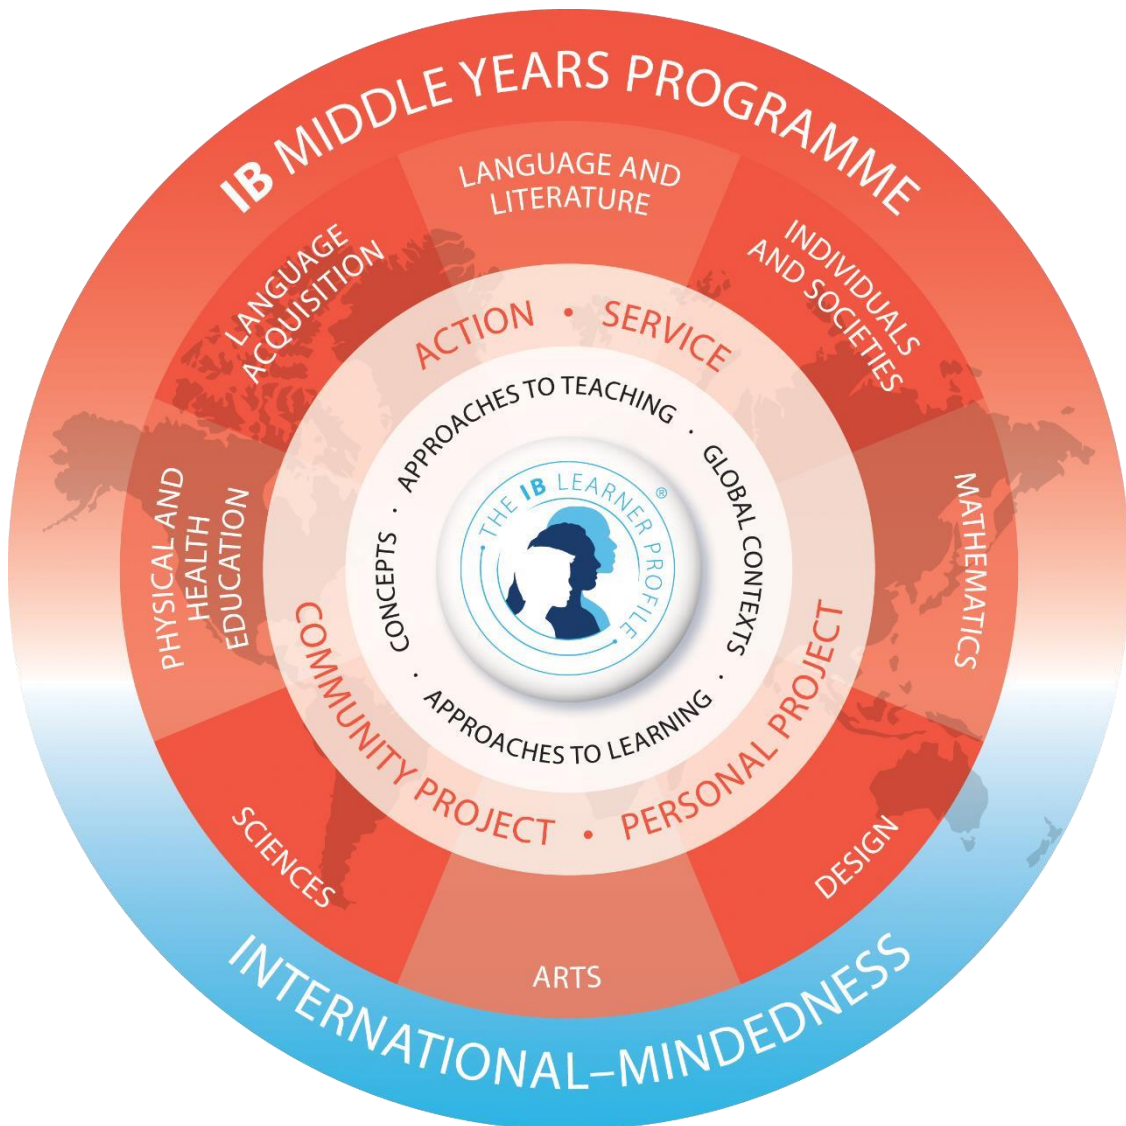 IB MIDDLE YEARS PROGRAMME
LANGUAGE AND
LITERATURE
INDIVIDUALS
AND SOCIETIES
MATHEMATICS
DESIGN
ARTS
SCIENCES
PHYSICAL AND
HEALTH
EDUCATION
LANGUAGE
ACQUISITION
ACTION • SERVICE
PERSONAL PROJECT •
COMMUNITY PROJECT
APPROACHES TO TEACHING ·
GLOBAL CONTEXTS ·
APPROACHES TO LEARNING ·
CONCEPTS ·
• THE IB LEARNER PROFILE • ®
INTERNATIONAL–MINDEDNESS